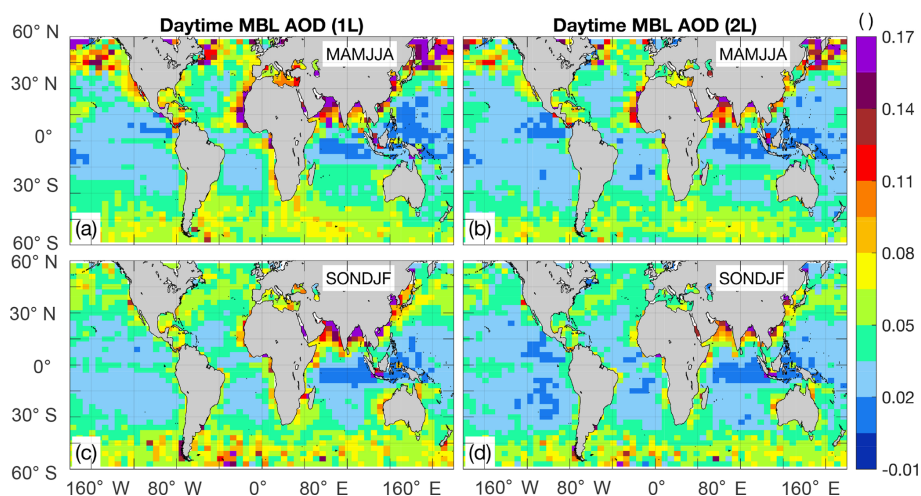 Daytime MBL AOD (1L)
Daytime MBL AOD (2L)
( )
60° N
30° N
0°
30° S
60° S
MAMJJA
(a)
MAMJJA
(b)
60° N
30° N
0°
30° S
60° S
SONDJF
(c)
SONDJF
(d)
160° W 80° W 0° 80° E 160° E
160° W 80° W 0° 80° E 160° E
0.17
0.14
0.11
0.08
0.05
0.02
-0.01